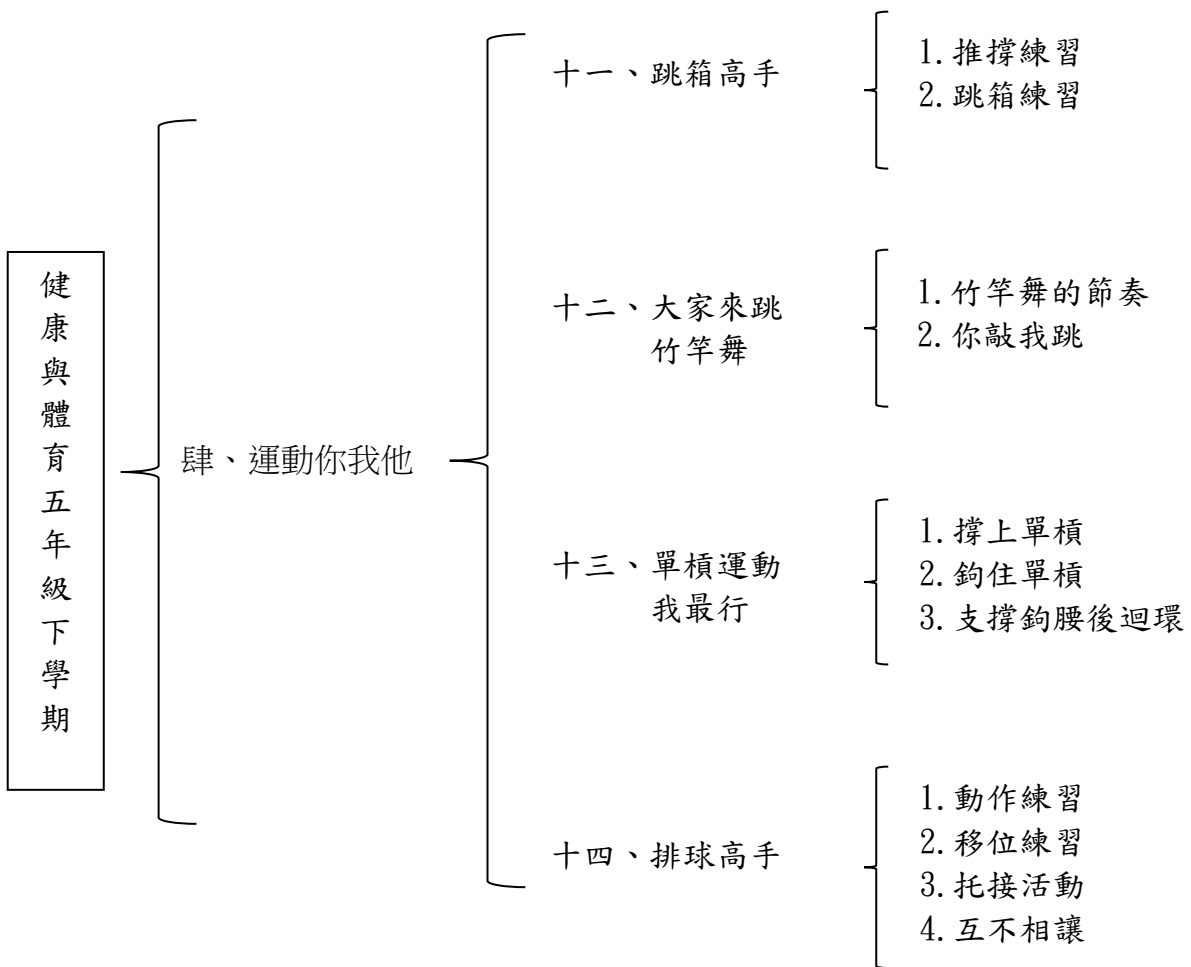 健康與體育五年級下學期
肆、運動你我他
十一、跳箱高手
1.推撐練習
2.跳箱練習
十二、大家來跳
竹竿舞
1.竹竿舞的節奏
2.你敲我跳
十三、單槓運動
我最行
1.撐上單槓
2.鉤住單槓
3.支撐鉤腰後迴環
十四、排球高手
1.動作練習
2.移位練習
3.托接活動
4.互不相讓